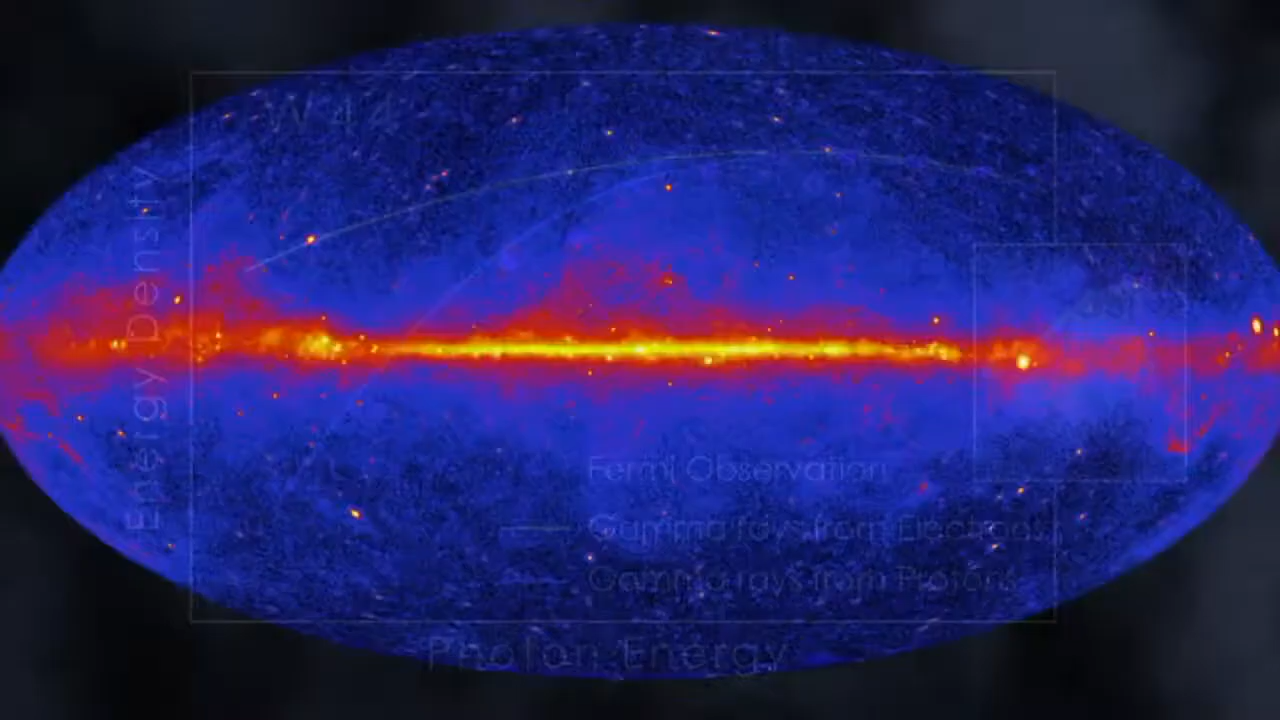 W44
Energy Density
Fermi Observation
Gamma rays from Electrons
Gamma rays from Protons
Photon Energy